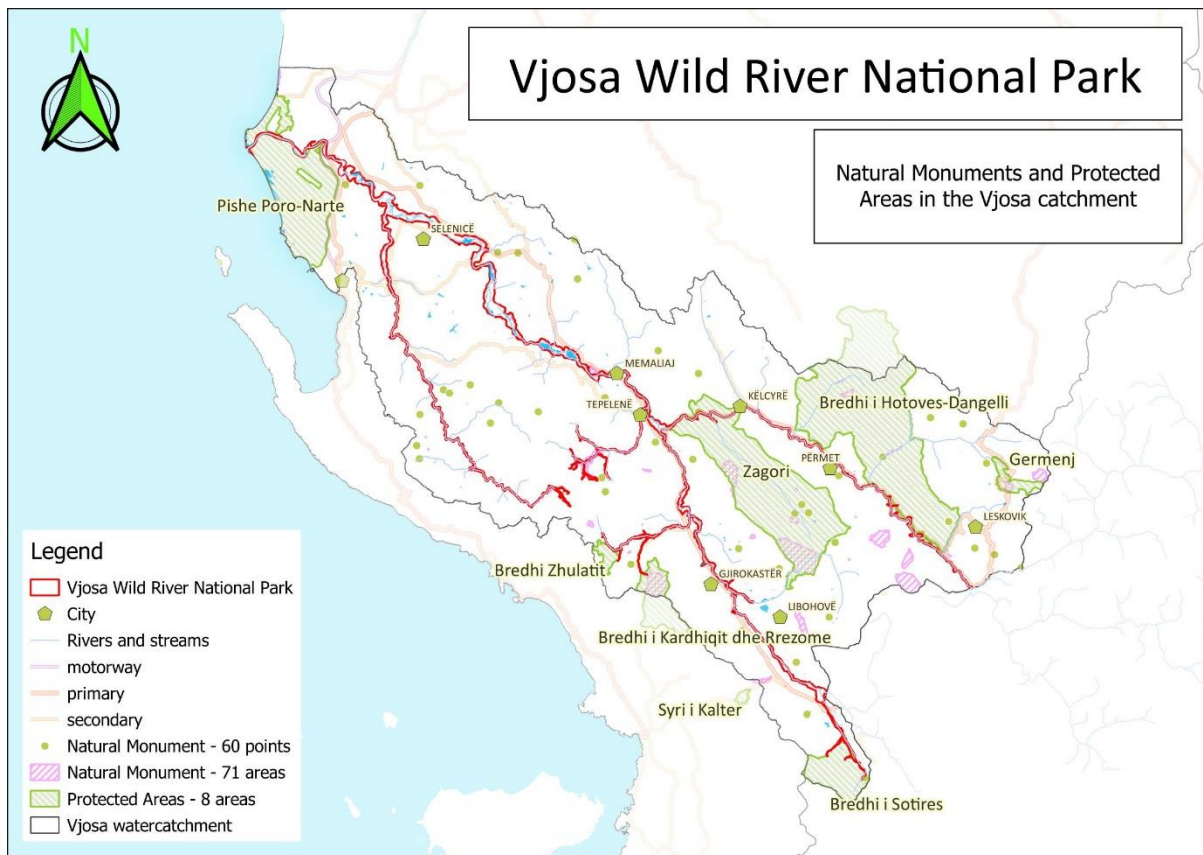 N
Vjosa Wild River National Park
Natural Monuments and Protected
Areas in the Vjosa catchment
Pishe Poro-Narte
SELENICË
MEMALIAJ
TEPELENË
KËLCYRË
Bredhi i Hotoves-Dangelli
PËRMET
Germenj
Zagori
LESKOVIK
Bredhi Zhulatit
GJIROKASTËR
LIBOHOVË
Bredhi i Kardhiqit dhe Rrezome
Syri i Kalter
Bredhi i Sotires
Legend
Vjosa Wild River National Park
City
Rivers and streams
motorway
primary
secondary
Natural Monument - 60 points
Natural Monument - 71 areas
Protected Areas - 8 areas
Vjosa watercatchment